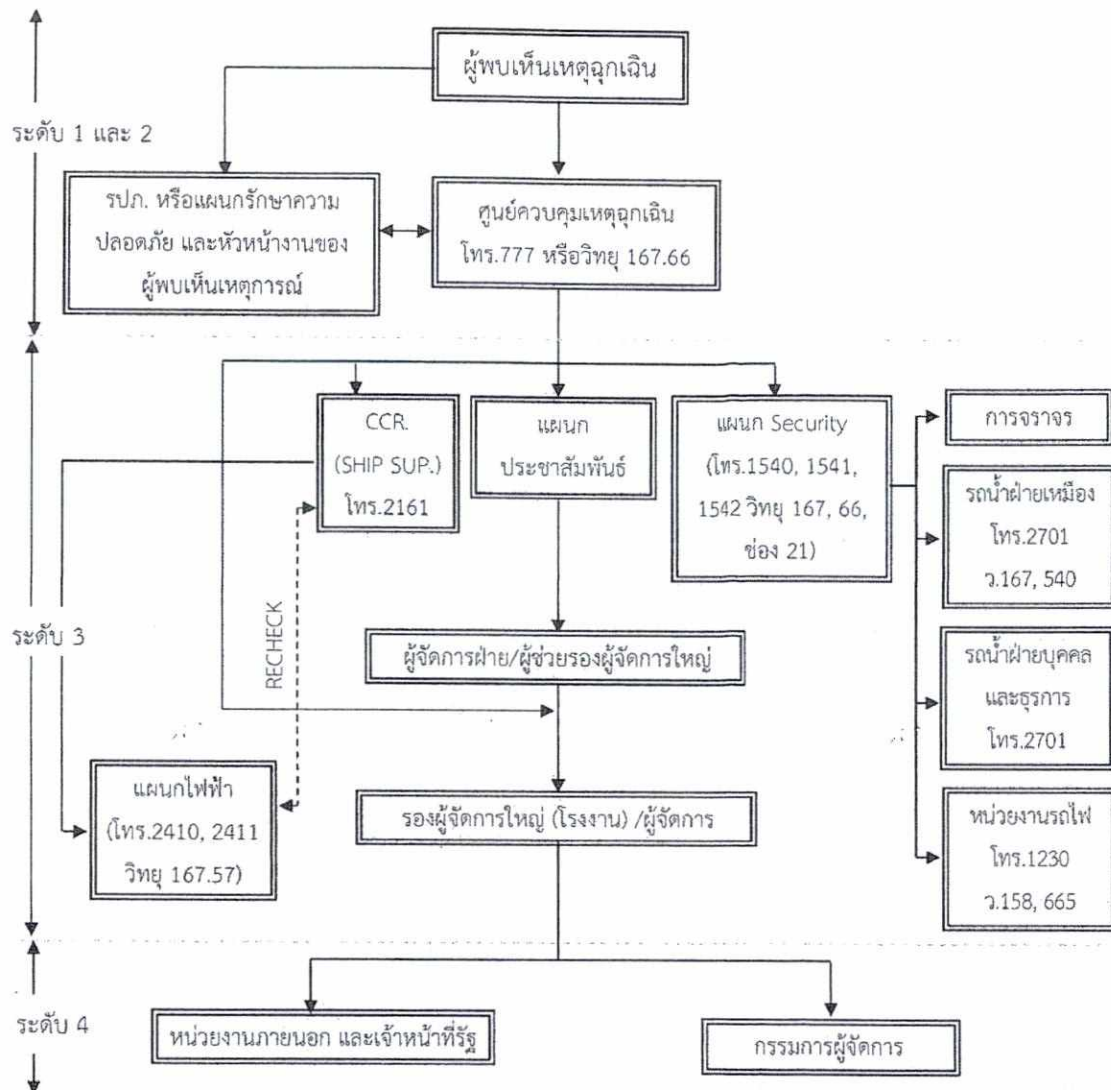 ผู้พบเห็นเหตุฉุกเฉิน
ระดับ 1 และ 2
รปภ. หรือแผนกรักษาความ
ปลอดภัย และหัวหน้างานของ
ผู้พบเห็นเหตุการณ์
ศูนย์ควบคุมเหตุฉุกเฉิน
โทร.777 หรือวิทยุ 167.66
CCR.
(SHIP SUP.)
โทร.2161
แผนก
ประชาสัมพันธ์
แผนก Security
(โทร.1540, 1541,
1542 วิทยุ 167, 66,
ช่อง 21)
การจราจร
รถน้ำฝ่ายเหมือง
โทร.2701
ว.167, 540
ระดับ 3
RECHECK
ผู้จัดการฝ่าย/ผู้ช่วยรองผู้จัดการใหญ่
รถน้ำฝ่ายบุคคล
และธุรการ
โทร.2701
แผนกไฟฟ้า
(โทร.2410, 2411
วิทยุ 167.57)
รองผู้จัดการใหญ่ (โรงงาน) /ผู้จัดการ
หน่วยงานรถไฟ
โทร.1230
ว.158, 665
ระดับ 4
หน่วยงานภายนอก และเจ้าหน้าที่รัฐ
กรรมการผู้จัดการ